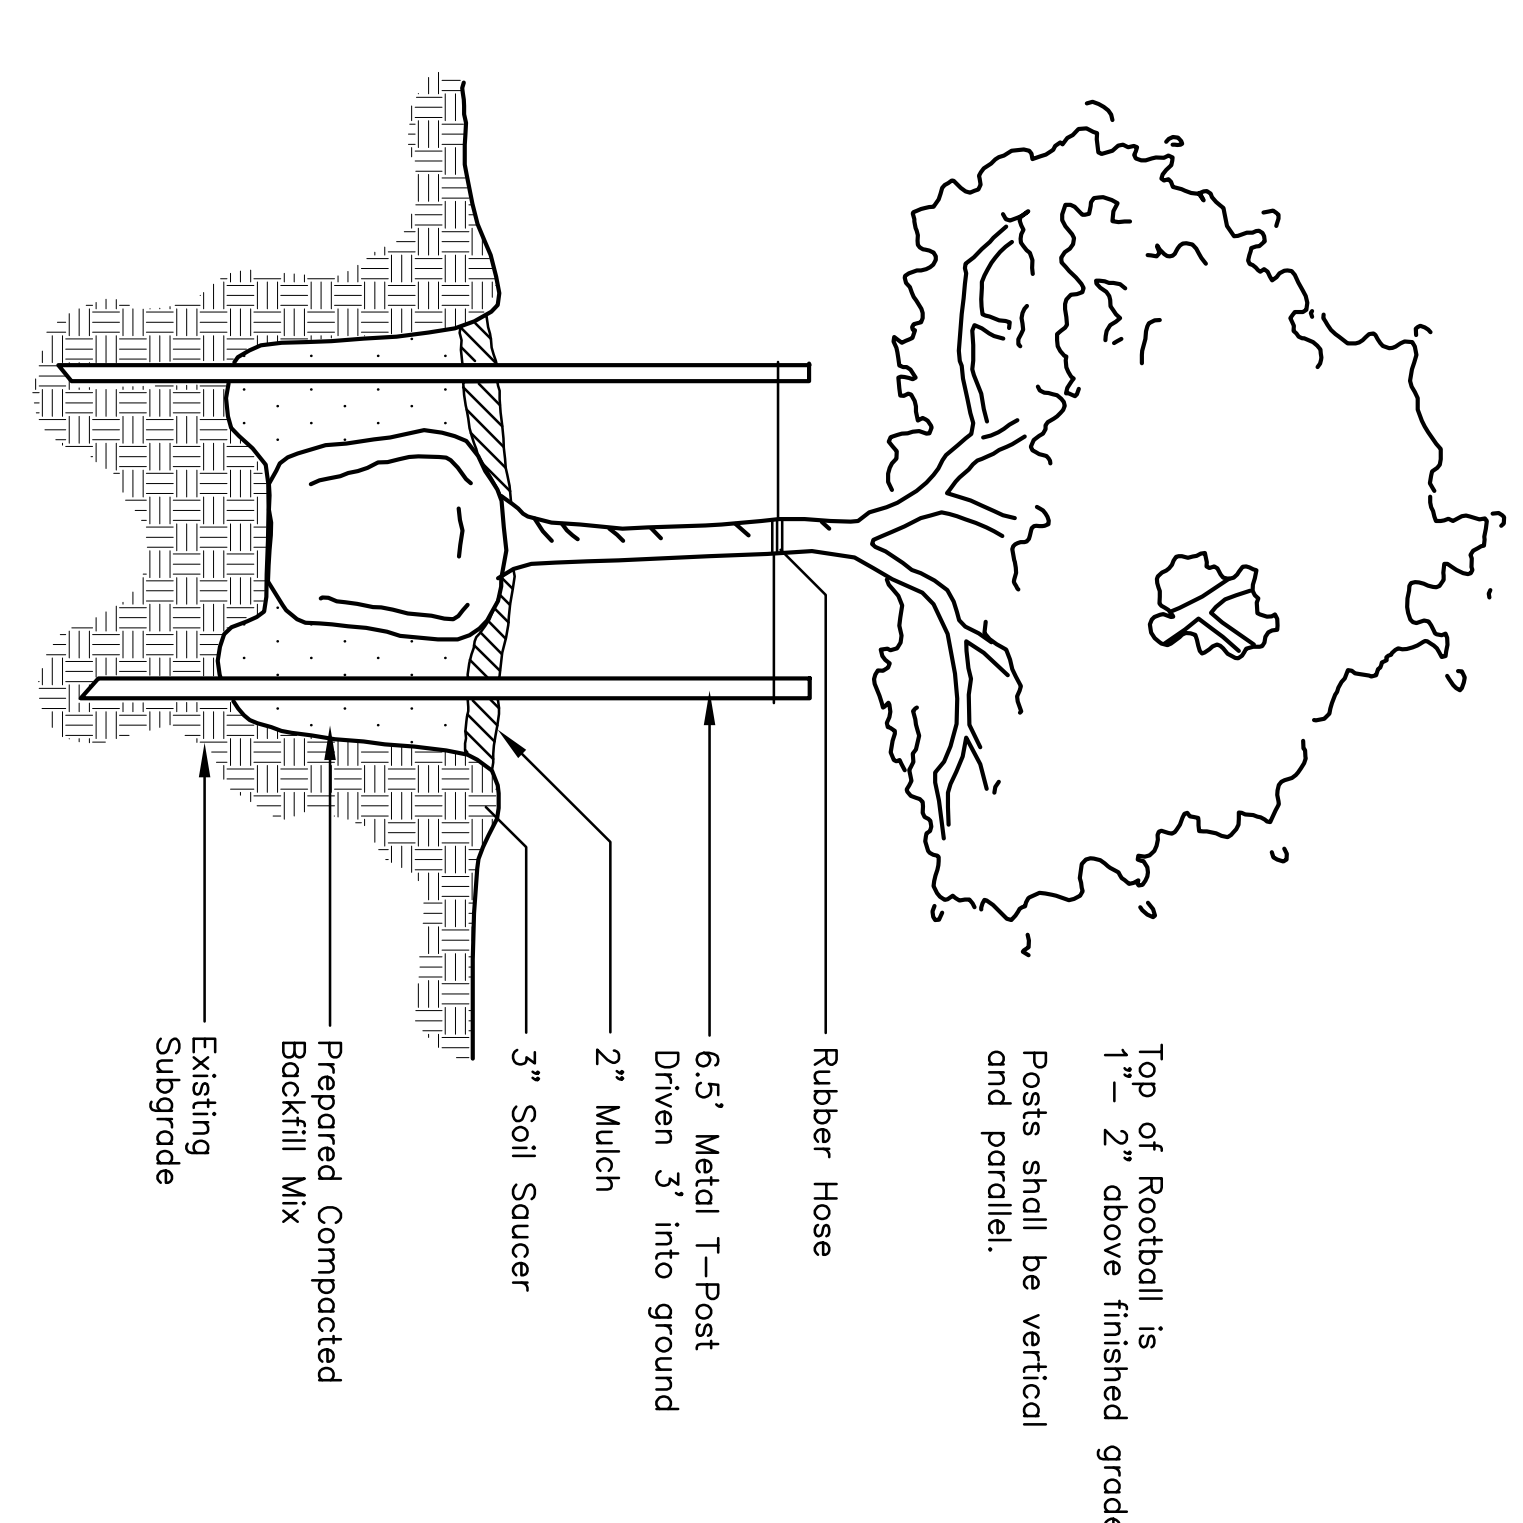 Top of Rootball is
1"– 2" above finished grade
Posts shall be vertical
and parallel.
Rubber Hose
6.5' Metal T–Post
Driven 3' into ground
2" Mulch
3" Soil Saucer
Prepared Compacted
Backfill Mix
Existing
Subgrade